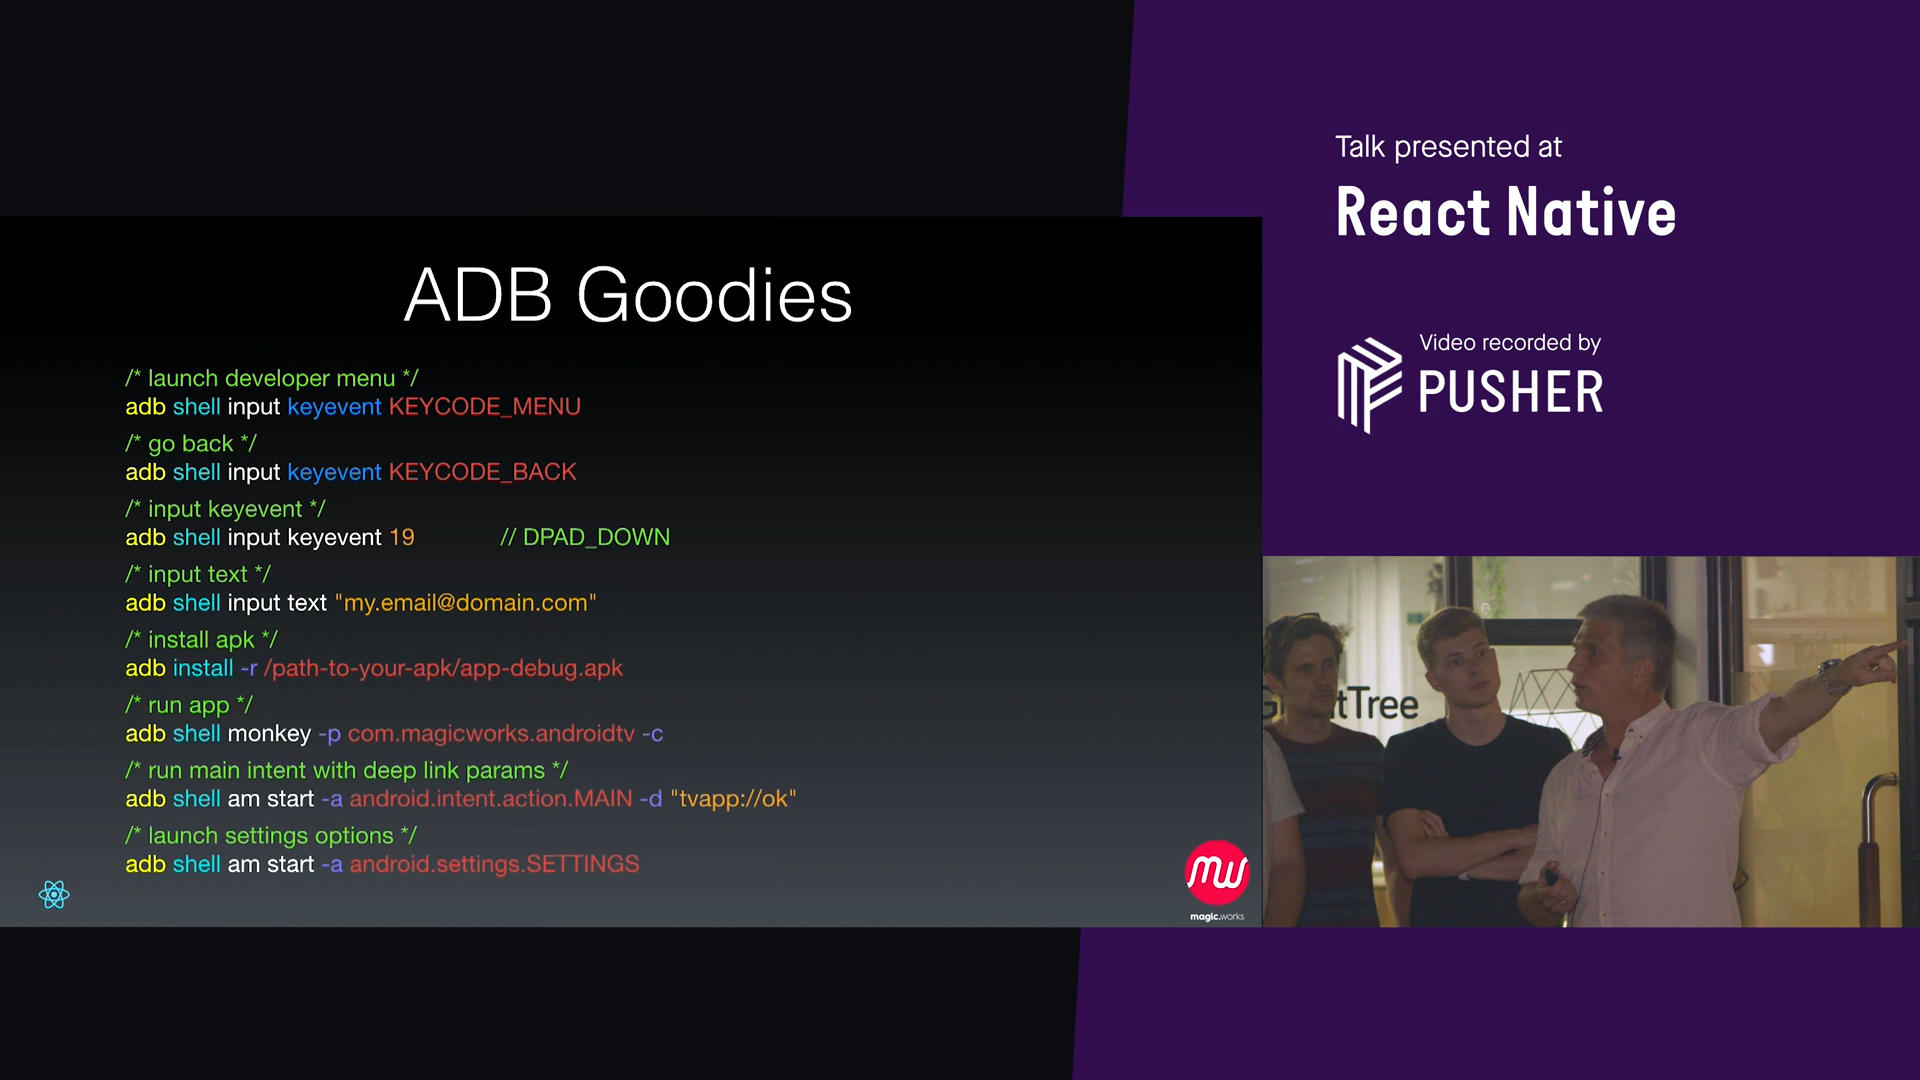 Talk presented at
React Native
Video recorded by
PUSHER
ADB Goodies
/* launch developer menu */
adb shell input keyevent KEYCODE_MENU
/* go back */
adb shell input keyevent KEYCODE_BACK
/* input keyevent */
adb shell input keyevent 19 // DPAD_DOWN
/* input text */
adb shell input text "my.email@domain.com"
/* install apk */
adb install -r /path-to-your-apk/app-debug.apk
/* run app */
adb shell monkey -p com.magicworks.androidtv -c
/* run main intent with deep link params */
adb shell am start -a android.intent.action.MAIN -d "tvapp://ok"
/* launch settings options */
adb shell am start -a android.settings.SETTINGS
mw
magic.works